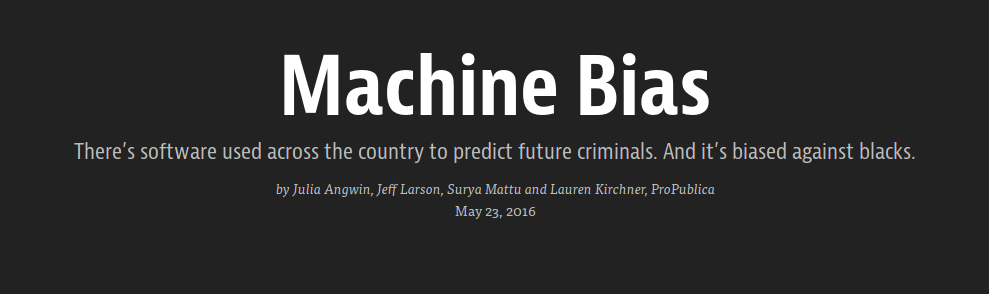 Machine Bias
There’s software used across the country to predict future criminals. And it’s biased against blacks.
by Julia Angwin, Jeff Larson, Surya Mattu and Lauren Kirchner, ProPublica
May 23, 2016